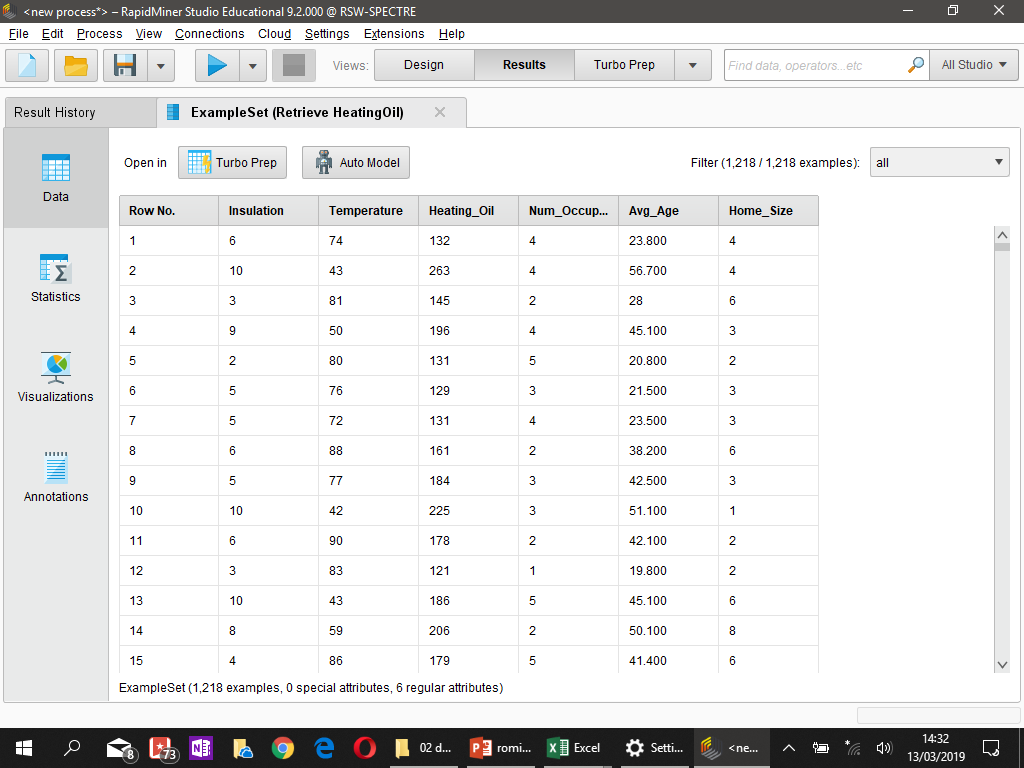 <new process*> – RapidMiner Studio Educational 9.2.000 @ RSW-SPECTRE
File Edit Process View Connections Cloud Settings Extensions Help
Views: Design Results Turbo Prep Find data, operators...etc All Studio
Result History ExampleSet (Retrieve HeatingOil)
Data
Statistics
Visualizations
Annotations
Open in Turbo Prep Auto Model Filter (1,218 / 1,218 examples): all
Row No. Insulation Temperature Heating_Oil Num_Occup... Avg_Age Home_Size
1 6 74 132 4 23.800 4
2 10 43 263 4 56.700 4
3 3 81 145 2 28 6
4 9 50 196 4 45.100 3
5 2 80 131 5 20.800 2
6 5 76 129 3 21.500 3
7 5 72 131 4 23.500 3
8 6 88 161 2 38.200 6
9 5 77 184 3 42.500 3
10 10 42 225 3 51.100 1
11 6 90 178 2 42.100 2
12 3 83 121 1 19.800 2
13 10 43 186 5 45.100 6
14 8 59 206 2 50.100 8
15 4 86 179 5 41.400 6
ExampleSet (1,218 examples, 0 special attributes, 6 regular attributes)
8 73 N 02 d... P romi... X Excel Setti... <ne...
14:32
13/03/2019